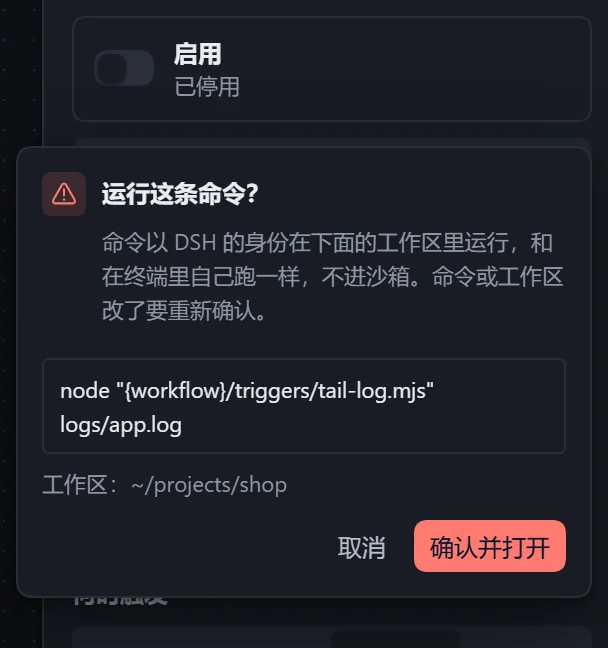 启用
已停用
运行这条命令?
命令以 DSH 的身份在下面的工作区里运行，和
在终端里自己跑一样，不进沙箱。命令或工作区
改了要重新确认。
node "{workflow}/triggers/tail-log.mjs"
logs/app.log
工作区：~/projects/shop
取消
确认并打开